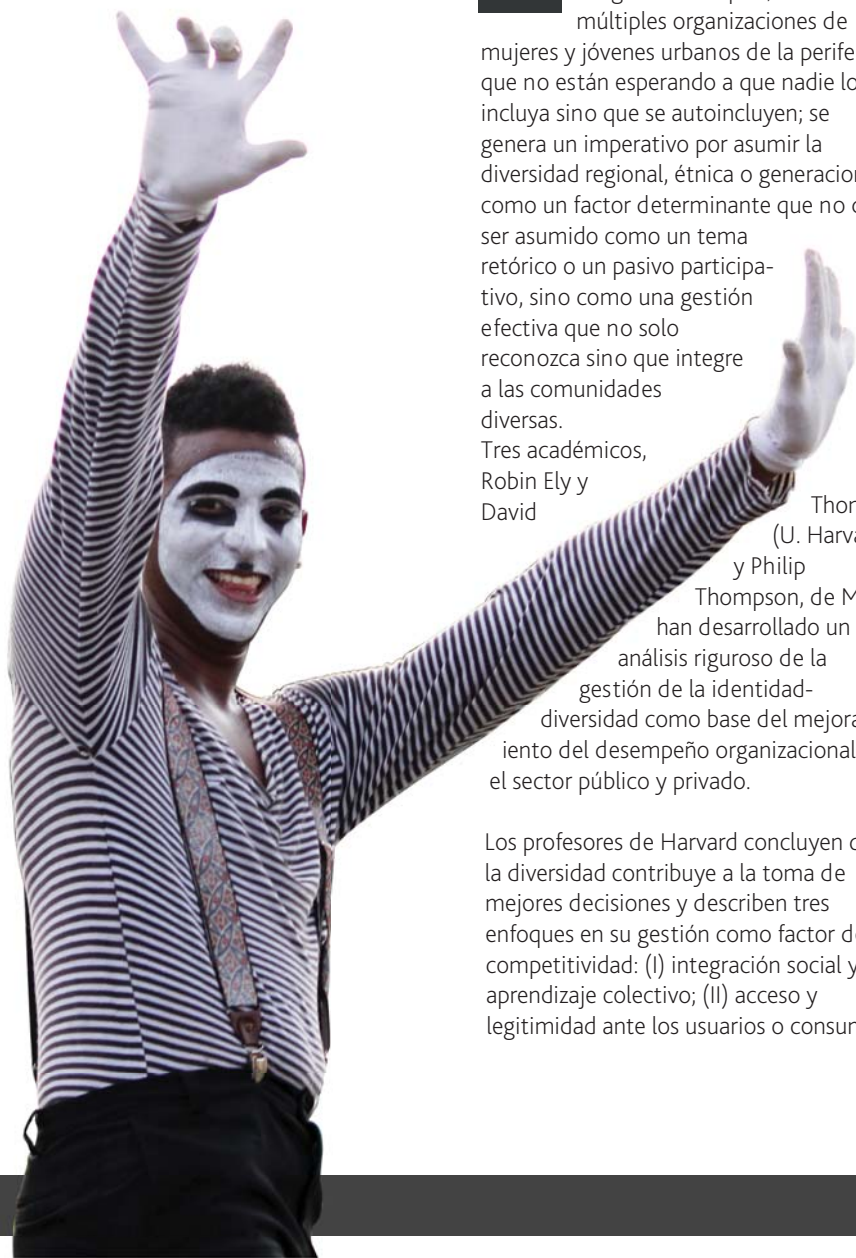 múltiples organizaciones de
mujeres y jóvenes urbanos de la perife
que no están esperando a que nadie lo
incluya sino que se autoincluyen; se
genera un imperativo por asumir la
diversidad regional, étnica o generacion
como un factor determinante que no
ser asumido como un tema
retórico o un pasivo participa-
tivo, sino como una gestión
efectiva que no solo
reconozca sino que integre
a las comunidades
diversas.
Tres académicos,
Robin Ely y
David
(U. Harva
y Philip
Thompson, de M
han desarrollado un
análisis riguroso de la
gestión de la identidad-
diversidad como base del mejora
iento del desempeño organizacional
el sector público y privado.
Los profesores de Harvard concluyen
la diversidad contribuye a la toma de
mejores decisiones y describen tres
enfoques en su gestión como factor d
competitividad: (I) integración social y
aprendizaje colectivo; (II) acceso y
legitimidad ante los usuarios o consu